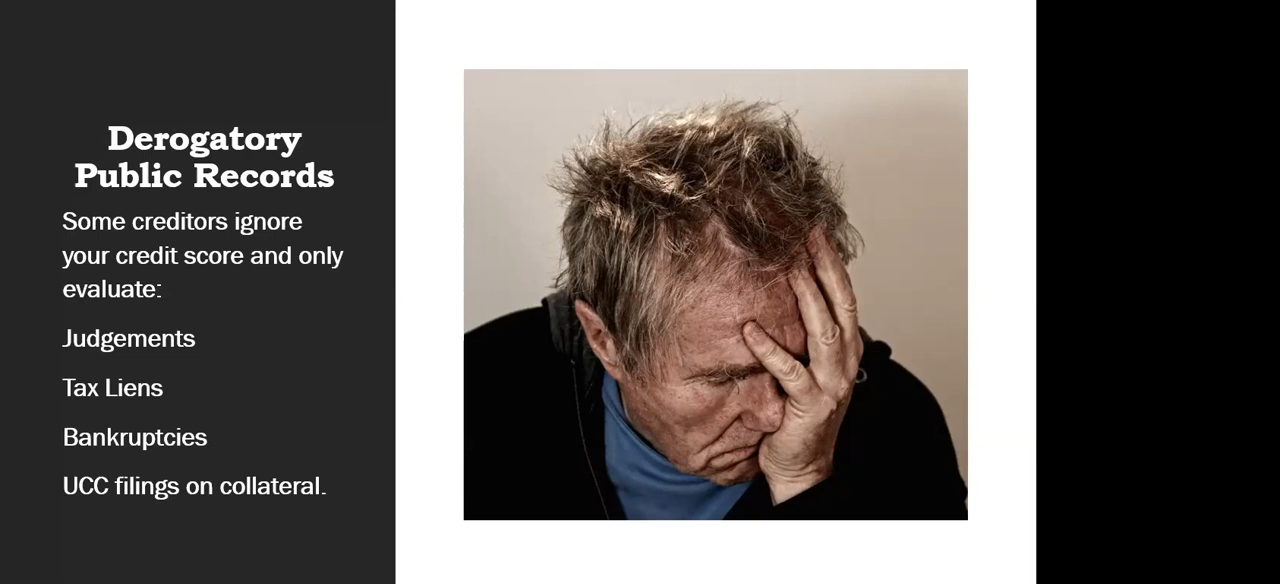 Derogatory
Public Records
Some creditors ignore
your credit score and only
evaluate:
Judgements
Tax Liens
Bankruptcies
UCC filings on collateral.